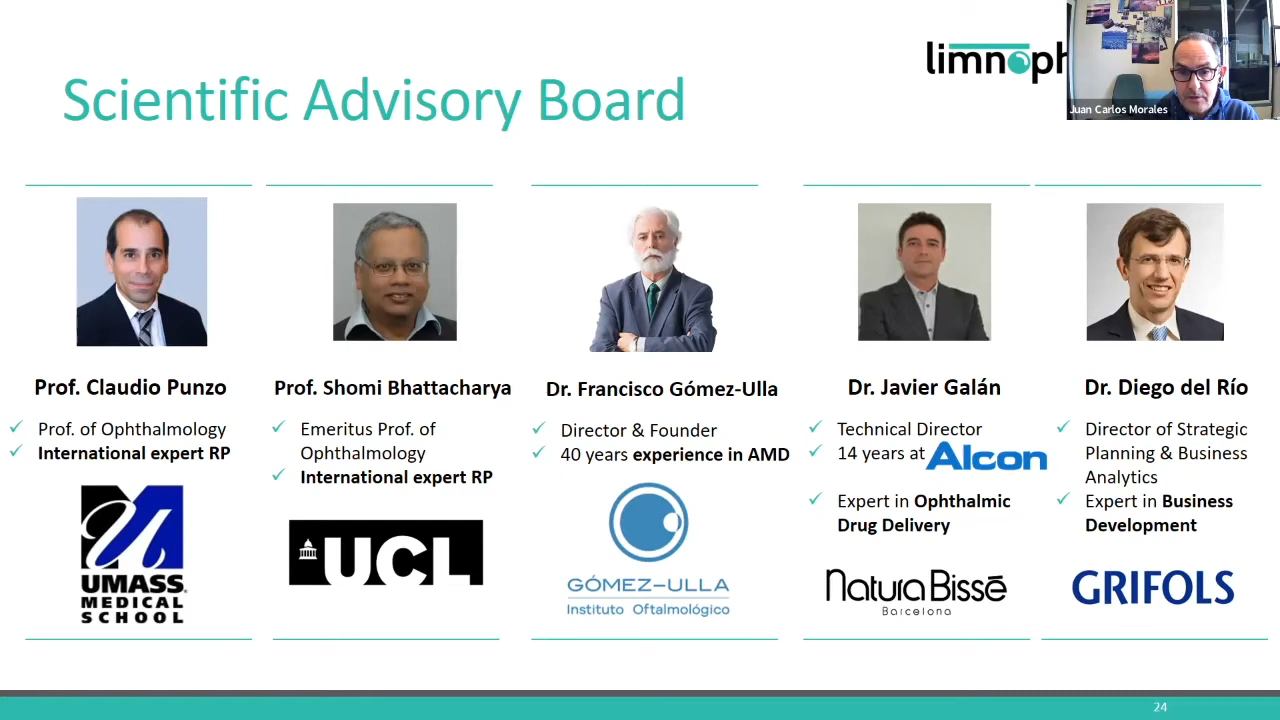 limnoph
Juan Carlos Morales
Scientific Advisory Board
Prof. Claudio Punzo
Prof. of Ophthalmology
International expert RP
UMASS
MEDICAL
SCHOOL
Prof. Shomi Bhattacharya
Emeritus Prof. of
Ophthalmology
International expert RP
UCL
Dr. Francisco Gómez-Ulla
Director & Founder
40 years experience in AMD
GÓMEZ-ULLA
Instituto Oftalmológico
Dr. Javier Galán
Technical Director
14 years at Alcon
Expert in Ophthalmic
Drug Delivery
Natura Bissé
Barcelona
Dr. Diego del Río
Director of Strategic
Planning & Business
Analytics
Expert in Business
Development
GRIFOLS
24